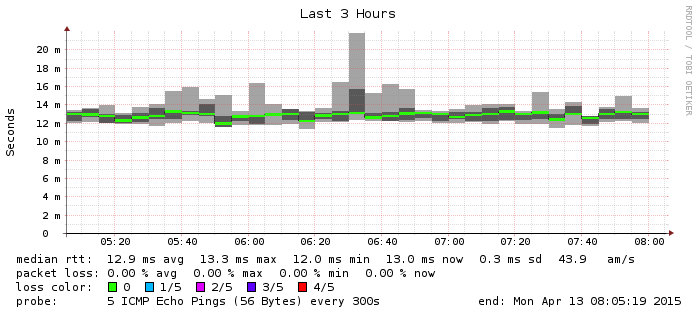 Last 3 Hours
RRDTOOL / TOBI OETIKER
Seconds
20 m
18 m
16 m
14 m
12 m
10 m
8 m
6 m
4 m
2 m
0
05:20 05:40 06:00 06:20 06:40 07:00 07:20 07:40 08:00
median rtt: 12.9 ms avg 13.3 ms max 12.0 ms min 13.0 ms now 0.3 ms sd 43.9 am/s
packet loss: 0.00 % avg 0.00 % max 0.00 % min 0.00 % now
loss color: 0 1/5 2/5 3/5 4/5
probe: 5 ICMP Echo Pings (56 Bytes) every 300s end: Mon Apr 13 08:05:19 2015